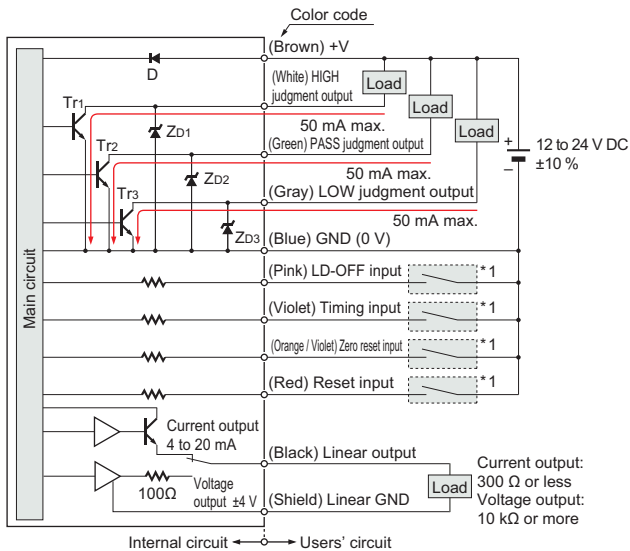 Color code
(Brown) +V
D
(White) HIGH
judgment output
Load
Tr1
50 mA max.
Load
ZD1
(Green) PASS judgment output
Load
12 to 24 V DC
±10 %
+
−
Tr2
50 mA max.
ZD2
(Gray) LOW judgment output
Tr3
50 mA max.
ZD3
(Blue) GND (0 V)
Main circuit
(Pink) LD-OFF input
*1
(Violet) Timing input
*1
(Orange / Violet) Zero reset input
*1
(Red) Reset input
*1
Current output
4 to 20 mA
(Black) Linear output
100Ω
Voltage
output ±4 V
(Shield) Linear GND
Load
Current output:
300 Ω or less
Voltage output:
10 kΩ or more
Internal circuit
Users' circuit